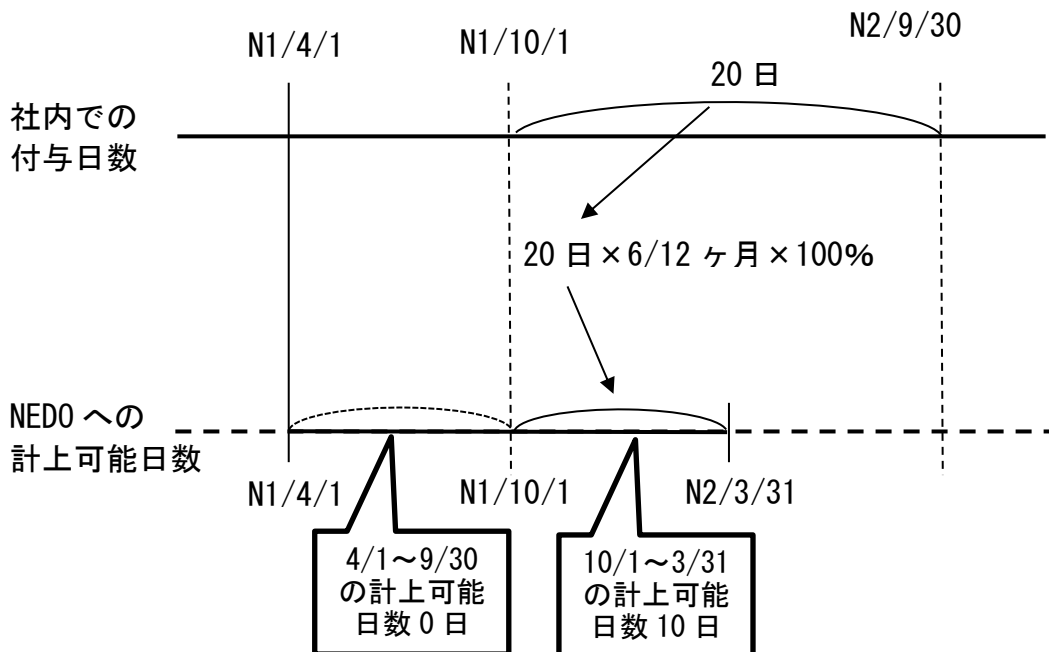 N1/4/1
N1/10/1
N2/9/30
20 日
社内での
付与日数
20 日×6/12 ヶ月×100%
NEDO への
計上可能日数
N1/4/1
N1/10/1
N2/3/31
4/1～9/30
の計上可能
日数 0 日
10/1～3/31
の計上可能
日数 10 日